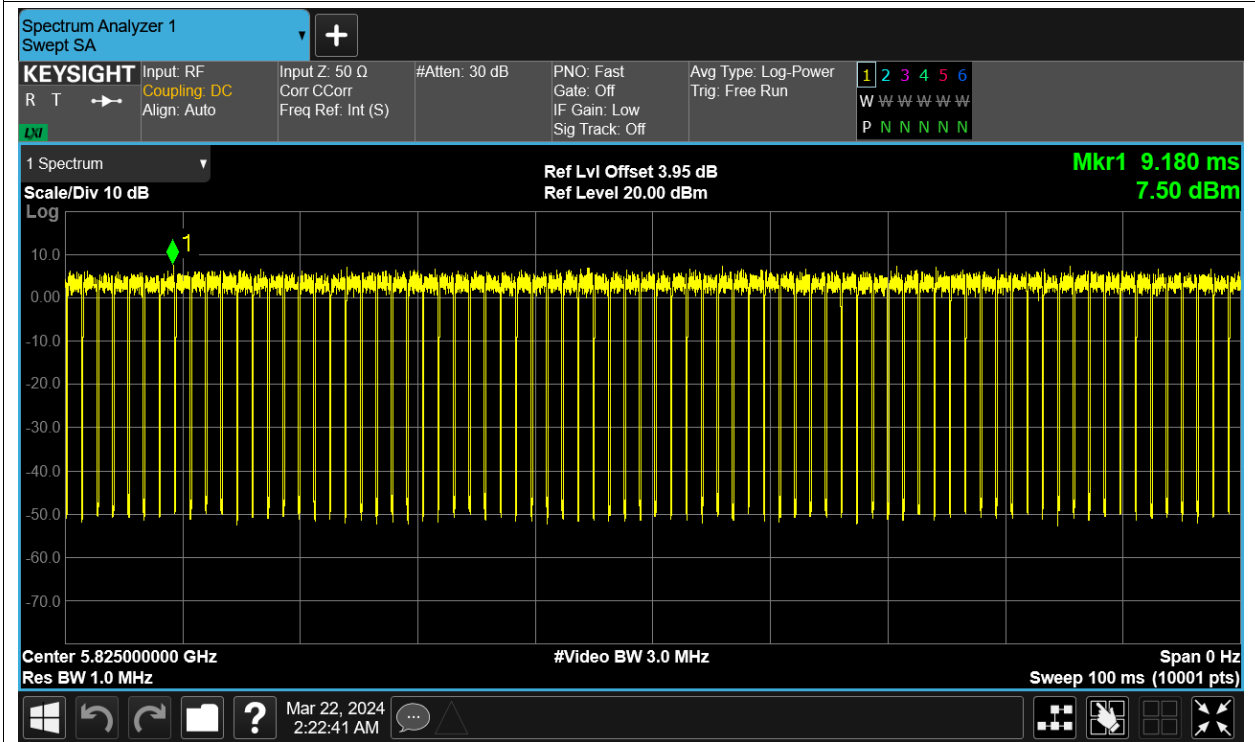 Spectrum Analyzer 1
Swept SA
KEYSIGHT
R T
LXI
Input: RF
Coupling: DC
Align: Auto
Input Z: 50 Ω
Corr CCorr
Freq Ref: Int (S)
#Atten: 30 dB
PNO: Fast
Gate: Off
IF Gain: Low
Sig Track: Off
Avg Type: Log-Power
Trig: Free Run
1 2 3 4 5 6
W W W W W W
P N N N N N
1 Spectrum
Scale/Div 10 dB
Log
Ref Lvl Offset 3.95 dB
Ref Level 20.00 dBm
Mkr1 9.180 ms
7.50 dBm
1
10.0
0.00
-10.0
-20.0
-30.0
-40.0
-50.0
-60.0
-70.0
Center 5.825000000 GHz
Res BW 1.0 MHz
#Video BW 3.0 MHz
Span 0 Hz
Sweep 100 ms (10001 pts)
?
Mar 22, 2024
2:22:41 AM